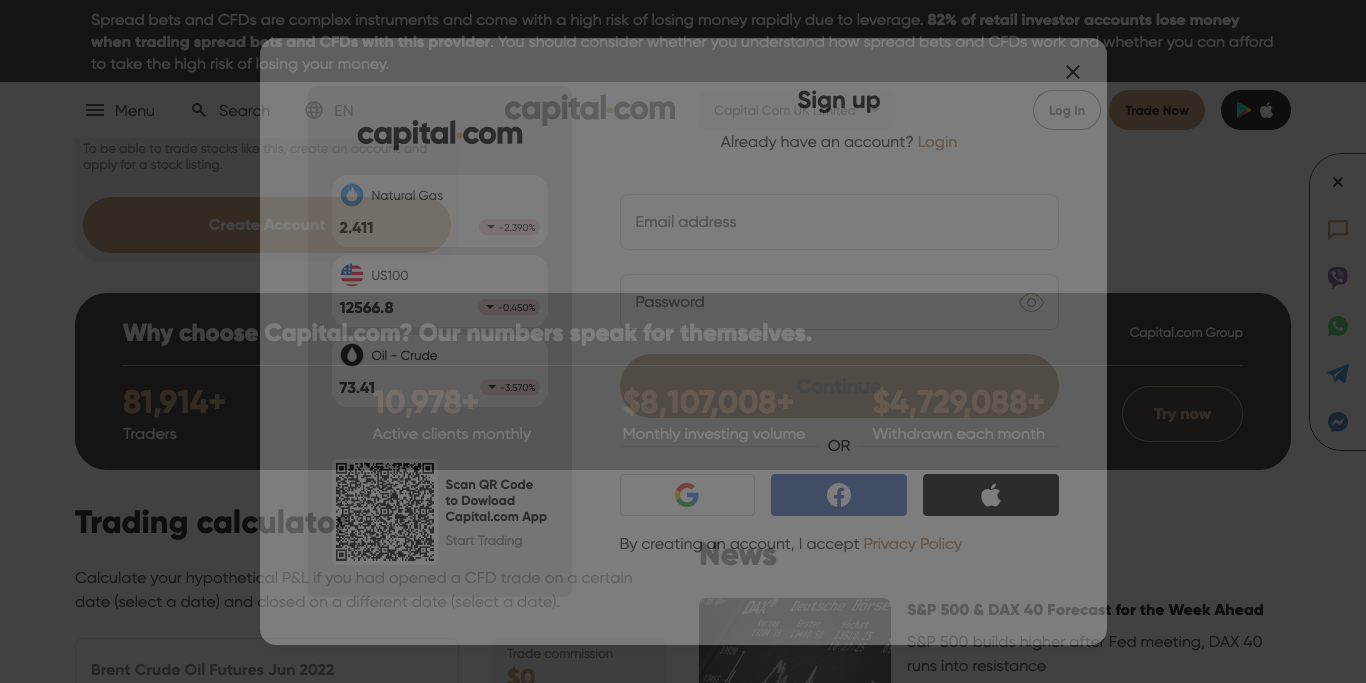 Spread bets and CFDs are complex instruments and come with a high risk of losing money rapidly due to leverage. 82% of retail investor accounts lose money
when trading spread bets and CFDs with this provider. You should consider whether you understand how spread bets and CFDs work and whether you can afford
to take the high risk of losing your money.
Menu
Search
EN
capital.com
Capital Com UK Limited
Log In
Trade Now
To be able to trade stocks like this, create an account and
apply for a stock listing.
Create Account
Sign up
Already have an account? Login
capital.com
Natural Gas
2.411
-2.390%
US100
12566.8
-0.450%
Oil - Crude
73.41
-3.570%
Scan QR Code
to Dowload
Capital.com App
Start Trading
Email address
Password
Continue
OR
By creating an account, I accept Privacy Policy
Why choose Capital.com? Our numbers speak for themselves.
Capital.com Group
81,914+
Traders
10,978+
Active clients monthly
$8,107,008+
Monthly investing volume
$4,729,088+
Withdrawn each month
Try now
Trading calculator
Calculate your hypothetical P&L if you had opened a CFD trade on a certain
date (select a date) and closed on a different date (select a date).
Brent Crude Oil Futures Jun 2022
Trade commission
$0
News
DAX
Deutsche Börse
S&P 500 & DAX 40 Forecast for the Week Ahead
S&P 500 builds higher after Fed meeting, DAX 40
runs into resistance